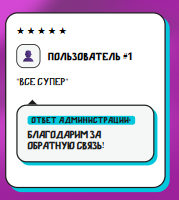 ★★★★★
ПОЛЬЗОВАТЕЛЬ #1
"ВСЕ СУПЕР"
ОТВЕТ АДМИНИСТРАЦИИ:
БЛАГОДАРИМ ЗА
ОБРАТНУЮ СВЯЗЬ!